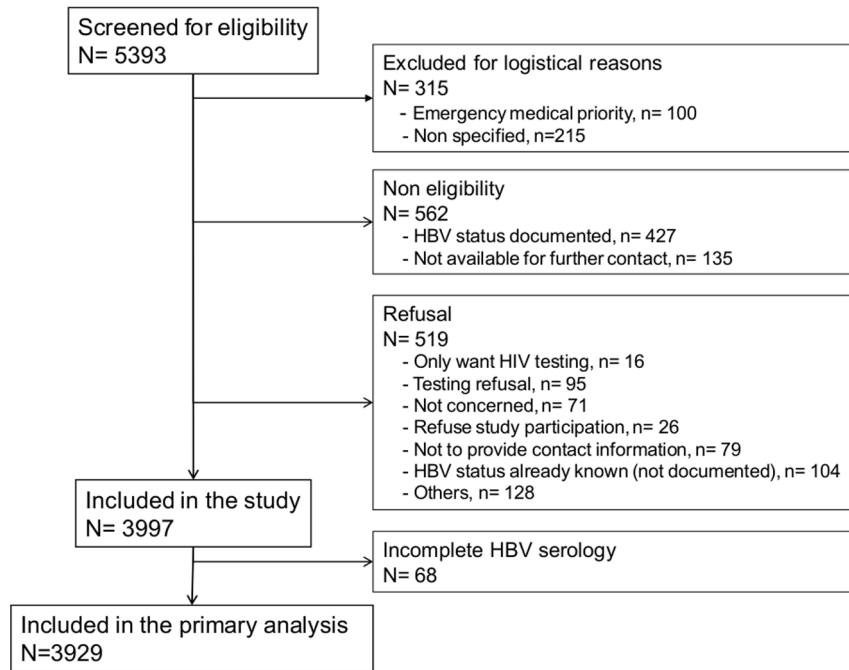 Screened for eligibility
N= 5393
Excluded for logistical reasons
N= 315
- Emergency medical priority, n= 100
- Non specified, n=215
Non eligibility
N= 562
- HBV status documented, n= 427
- Not available for further contact, n= 135
Refusal
N= 519
- Only want HIV testing, n= 16
- Testing refusal, n= 95
- Not concerned, n= 71
- Refuse study participation, n= 26
- Not to provide contact information, n= 79
- HBV status already known (not documented), n= 104
- Others, n= 128
Included in the study
N= 3997
Incomplete HBV serology
N= 68
Included in the primary analysis
N=3929